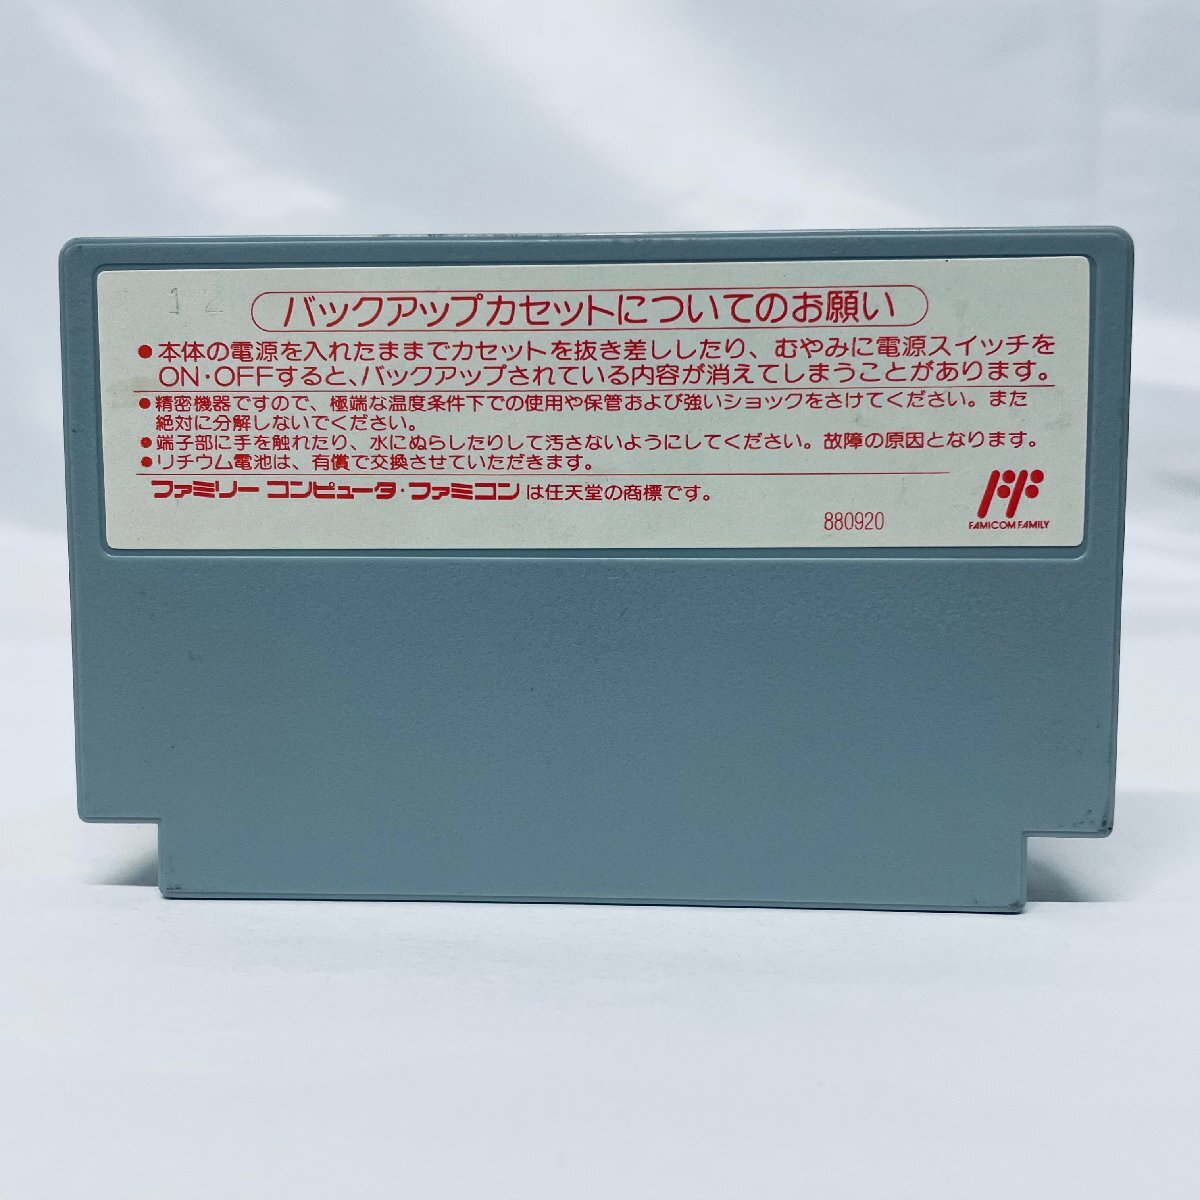 12
バックアップカセットについてのお願い
●本体の電源を入れたままでカセットを抜き差ししたり、むやみに電源スイッチを
ON・OFFすると、バックアップされている内容が消えてしまうことがあります。
●精密機器ですので、極端な温度条件下での使用や保管および強いショックをさけてください。また
絶対に分解しないでください。
●端子部に手を触れたり、水にぬらしたりして汚さないようにしてください。故障の原因となります。
●リチウム電池は、有償で交換させていただきます。
ファミリーコンピュータ・ファミコンは任天堂の商標です。
FAMICOM FAMILY
880920